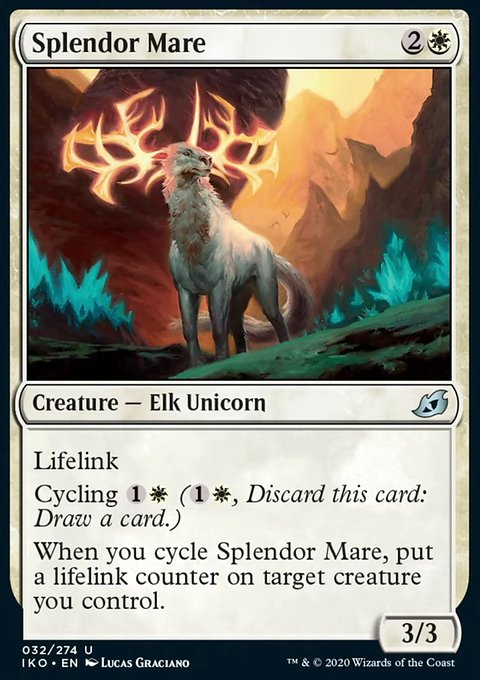 Splendor Mare 2
Creature — Elk Unicorn
Lifelink
Cycling 1 (1, Discard this card:
Draw a card.)
When you cycle Splendor Mare, put
a lifelink counter on target creature
you control.
3/3
032/274 U
IKO • EN Lucas Graciano
™ & © 2020 Wizards of the Coast